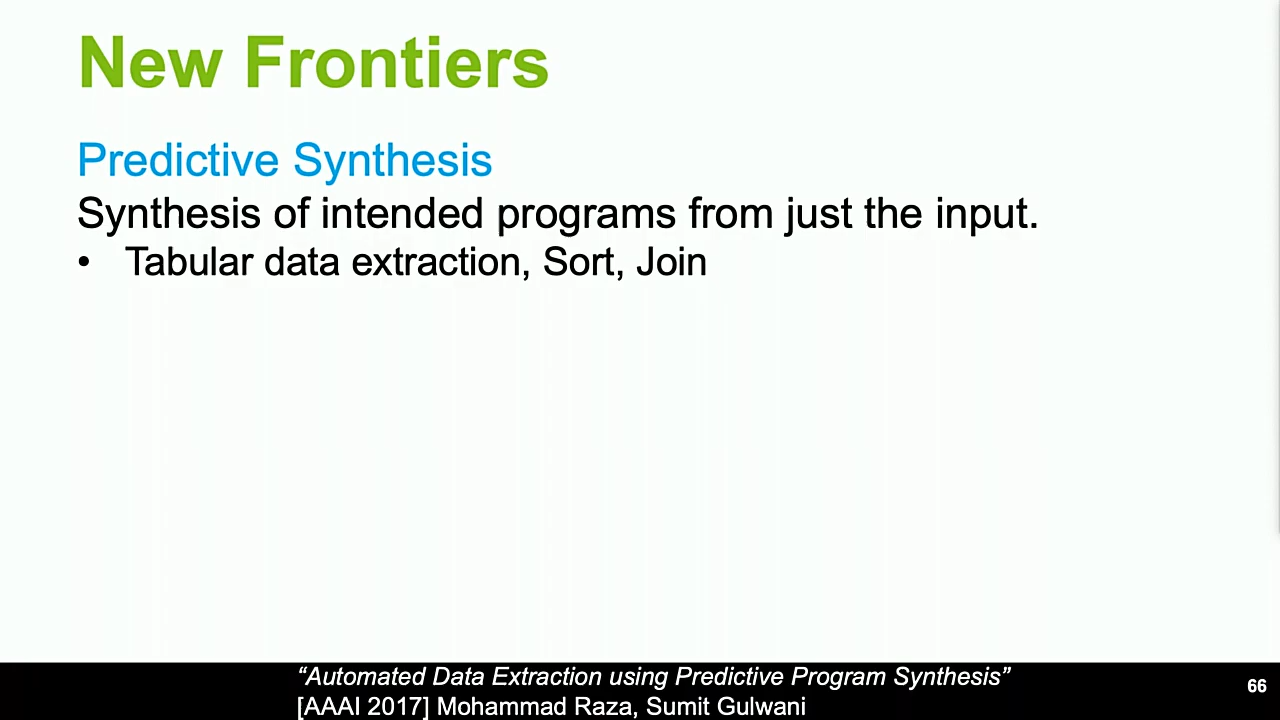 New Frontiers
Predictive Synthesis
Synthesis of intended programs from just the input.
• Tabular data extraction, Sort, Join
“Automated Data Extraction using Predictive Program Synthesis”
[AAAI 2017] Mohammad Raza, Sumit Gulwani
66